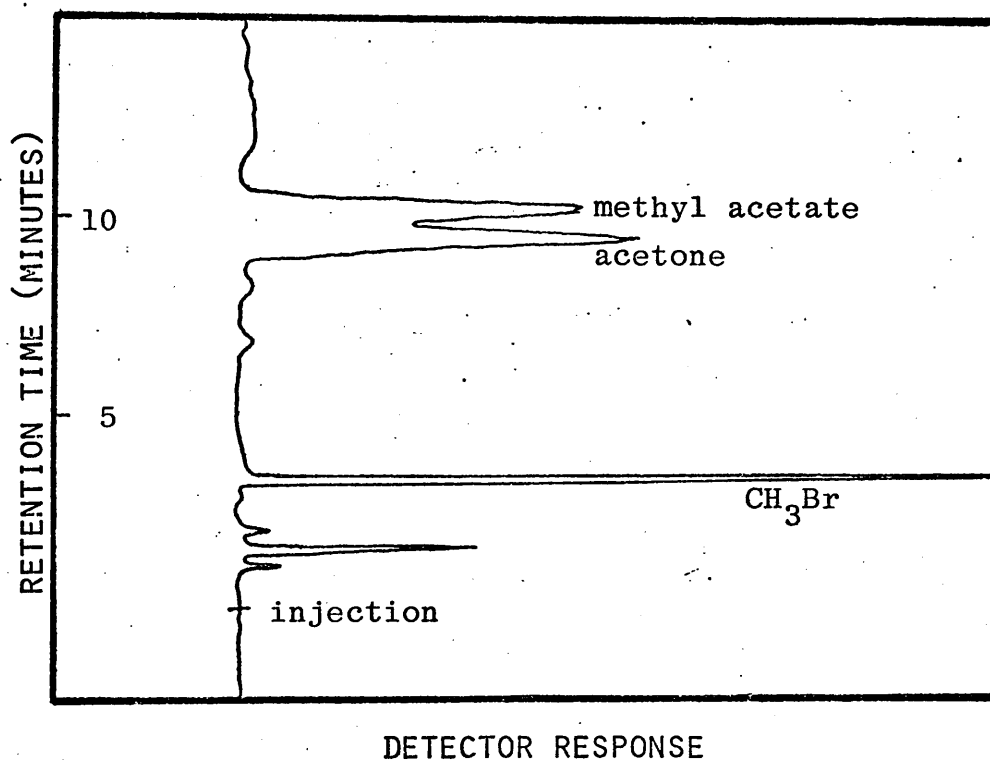 RETENTION TIME (MINUTES)
10
5
methyl acetate
acetone
CH3Br
injection
DETECTOR RESPONSE